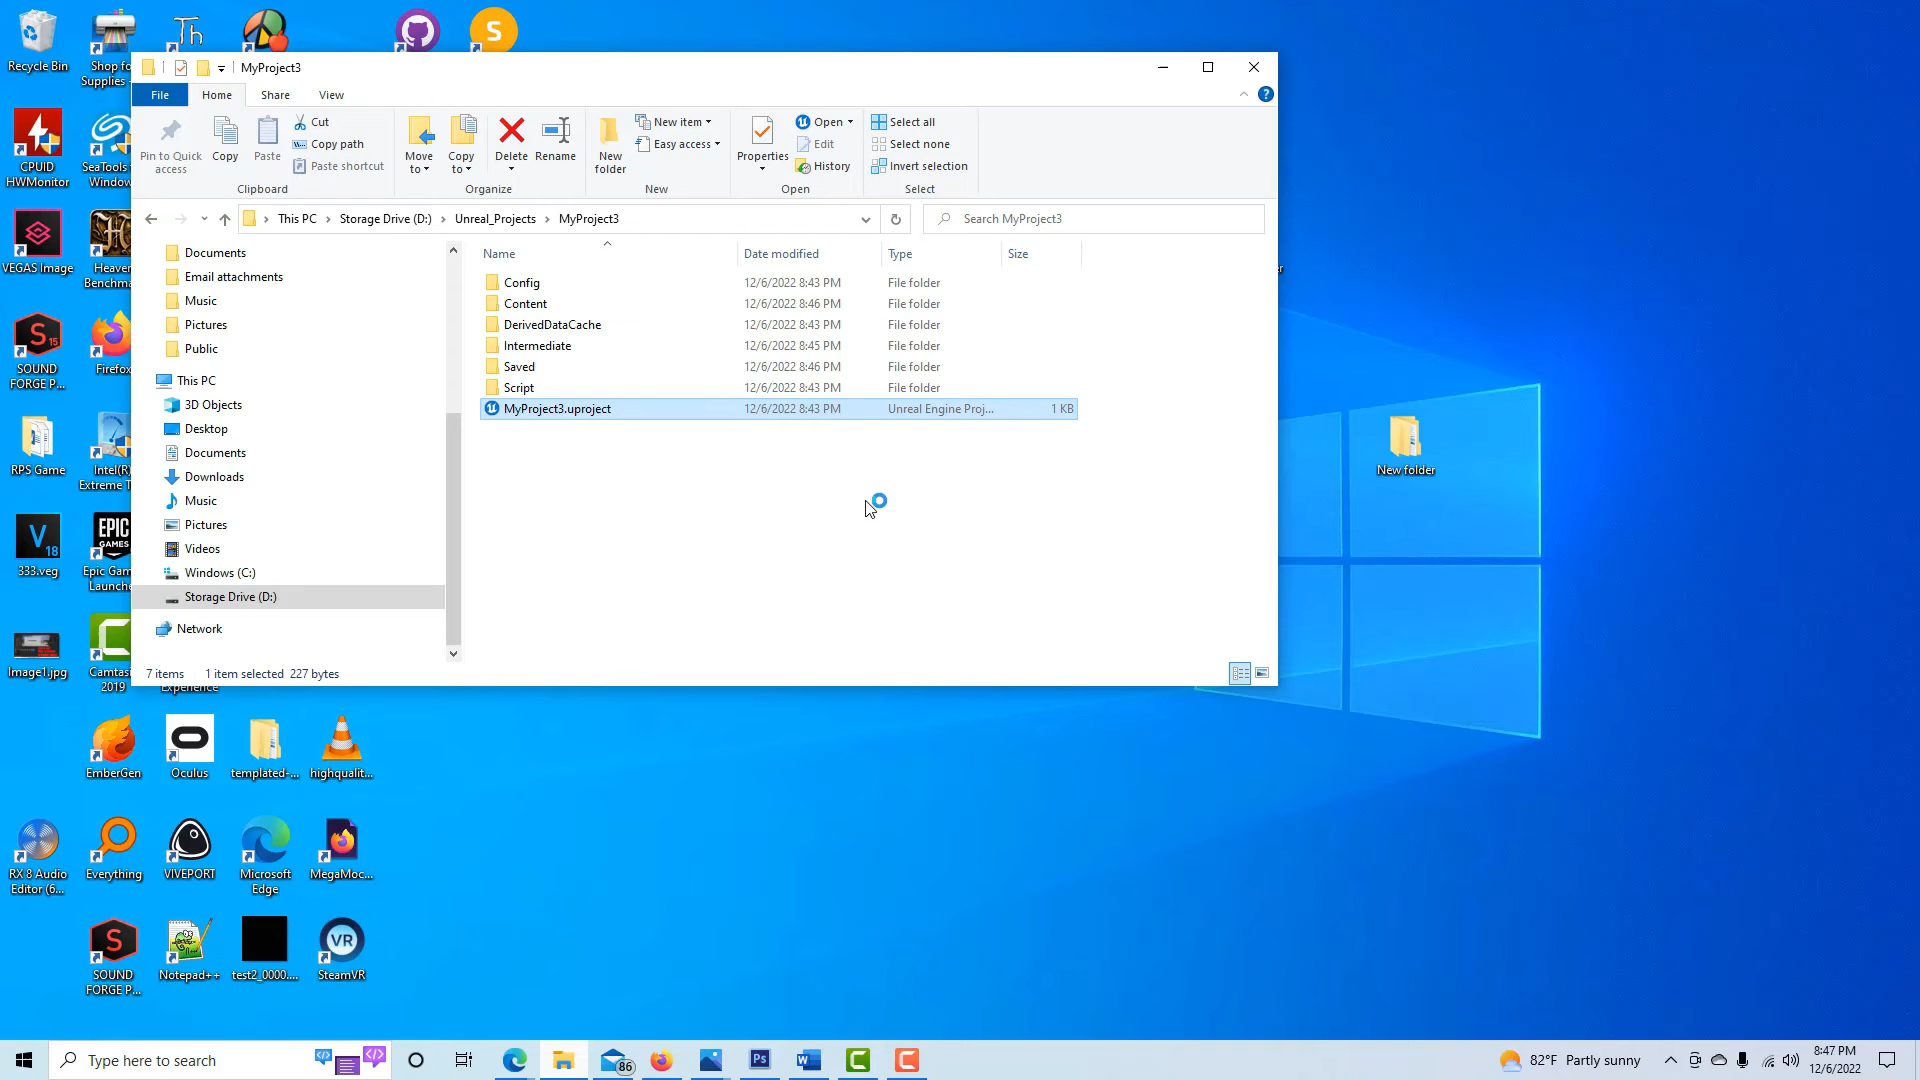 Recycle Bin
Shop fo
Supplies -
Th
S
MyProject3
File
Home
Share
View
Pin to Quick
access
Copy
Paste
Cut
Copy path
Paste shortcut
Clipboard
Move
to
Copy
to
Delete
Rename
Organize
New
folder
New item
Easy access
New
Properties
Open
Edit
History
Open
Select all
Select none
Invert selection
Select
This PC
Storage Drive (D:)
Unreal_Projects
MyProject3
Search MyProject3
Name
Date modified
Type
Size
Config 12/6/2022 8:43 PM File folder
Content 12/6/2022 8:46 PM File folder
DerivedDataCache 12/6/2022 8:43 PM File folder
Intermediate 12/6/2022 8:45 PM File folder
Saved 12/6/2022 8:46 PM File folder
Script 12/6/2022 8:43 PM File folder
MyProject3.uproject 12/6/2022 8:43 PM Unreal Engine Proj... 1 KB
Documents
Email attachments
Music
Pictures
Public
This PC
3D Objects
Desktop
Documents
Downloads
Music
Pictures
Videos
Windows (C:)
Storage Drive (D:)
Network
7 items
1 item selected 227 bytes
CPUID
HWMonitor
SeaTools
Window
VEGAS Image
Heaven
Benchma
SOUND
FORGE P...
Firefox
RPS Game
Intel(R)
Extreme T
333.veg
Epic Gam
Launche
EPIC
GAMES
Image1.jpg
Camtas
2019
Experience
New folder
EmberGen
Oculus
templated-...
highqualit...
RX 8 Audio
Editor (6...
Everything
VIVEPORT
Microsoft
Edge
MegaMoc...
SOUND
FORGE P...
Notepad++
test2_0000....
VR
SteamVR
Type here to search
86
Ps
W
82°F Partly sunny
8:47 PM
12/6/2022